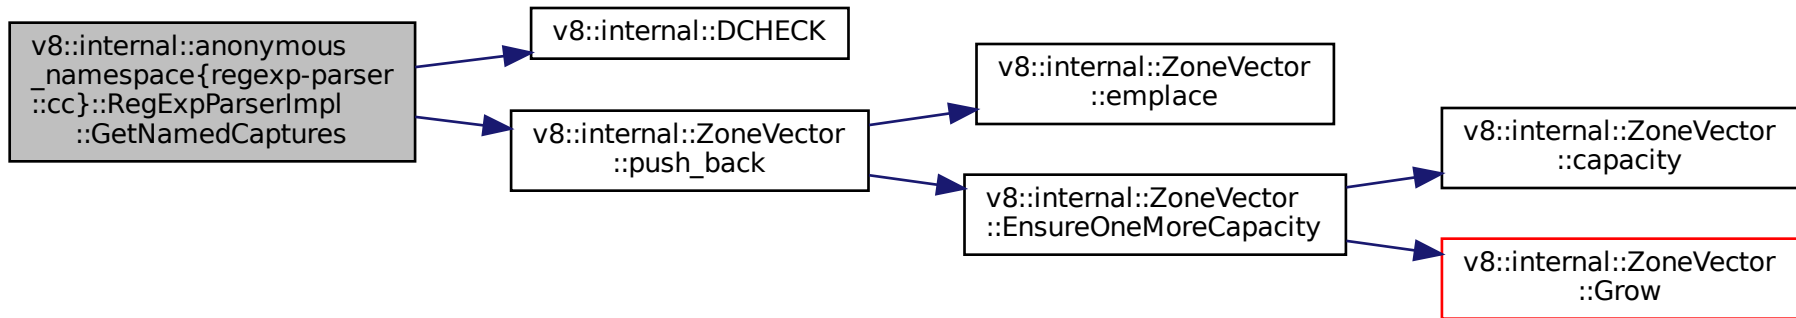 v8::internal::anonymous
_namespace{regexp-parser
::cc}::RegExpParserImpl
::GetNamedCaptures
v8::internal::DCHECK
v8::internal::ZoneVector
::push_back
v8::internal::ZoneVector
::emplace
v8::internal::ZoneVector
::EnsureOneMoreCapacity
v8::internal::ZoneVector
::capacity
v8::internal::ZoneVector
::Grow